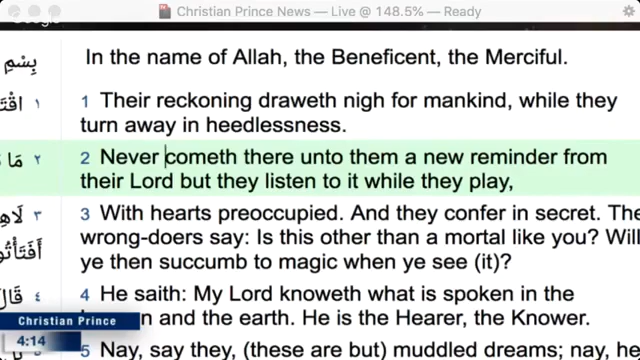 Christian Prince News — Live @ 148.5% — Ready
بِسْمِ
In the name of Allah, the Beneficent, the Merciful.
١
1 Their reckoning draweth nigh for mankind, while they
turn away in heedlessness.
٢
2 Never cometh there unto them a new reminder from
their Lord but they listen to it while they play,
٣
3 With hearts preoccupied. And they confer in secret. The
wrong-doers say: Is this other than a mortal like you? Will
ye then succumb to magic when ye see (it)?
٤
4 He saith: My Lord knoweth what is spoken in the
and the earth. He is the Hearer, the Knower.
5 Nay, say they, (these are but) muddled dreams; nay, he
Christian Prince
4:14